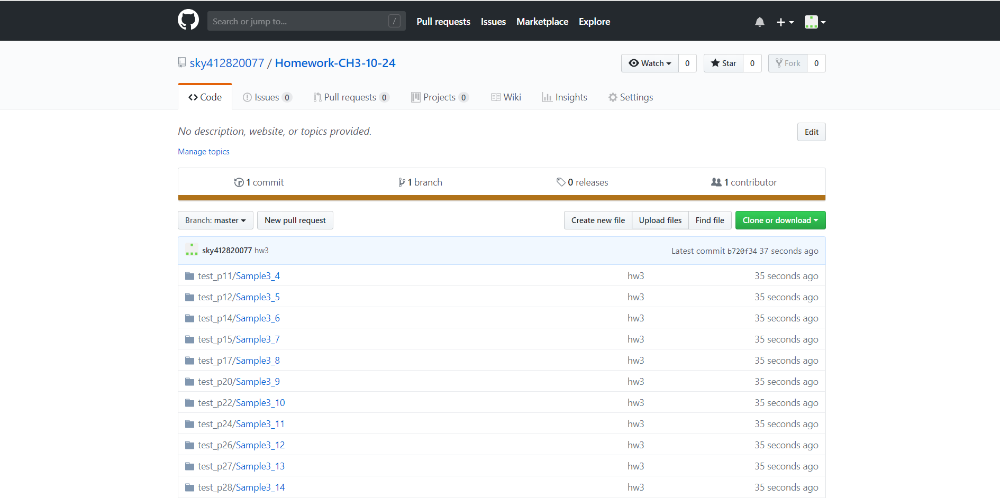 Search or jump to... / Pull requests Issues Marketplace Explore
sky412820077 / Homework-CH3-10-24 Watch 0 Star 0 Fork 0
Code Issues 0 Pull requests 0 Projects 0 Wiki Insights Settings
No description, website, or topics provided. Edit
Manage topics
1 commit 1 branch 0 releases 1 contributor
Branch: master New pull request Create new file Upload files Find file Clone or download
sky412820077 hw3 Latest commit b720f34 37 seconds ago
test_p11/Sample3_4 hw3 35 seconds ago
test_p12/Sample3_5 hw3 35 seconds ago
test_p14/Sample3_6 hw3 35 seconds ago
test_p15/Sample3_7 hw3 35 seconds ago
test_p17/Sample3_8 hw3 35 seconds ago
test_p20/Sample3_9 hw3 35 seconds ago
test_p22/Sample3_10 hw3 35 seconds ago
test_p24/Sample3_11 hw3 35 seconds ago
test_p26/Sample3_12 hw3 35 seconds ago
test_p27/Sample3_13 hw3 35 seconds ago
test_p28/Sample3_14 hw3 35 seconds ago